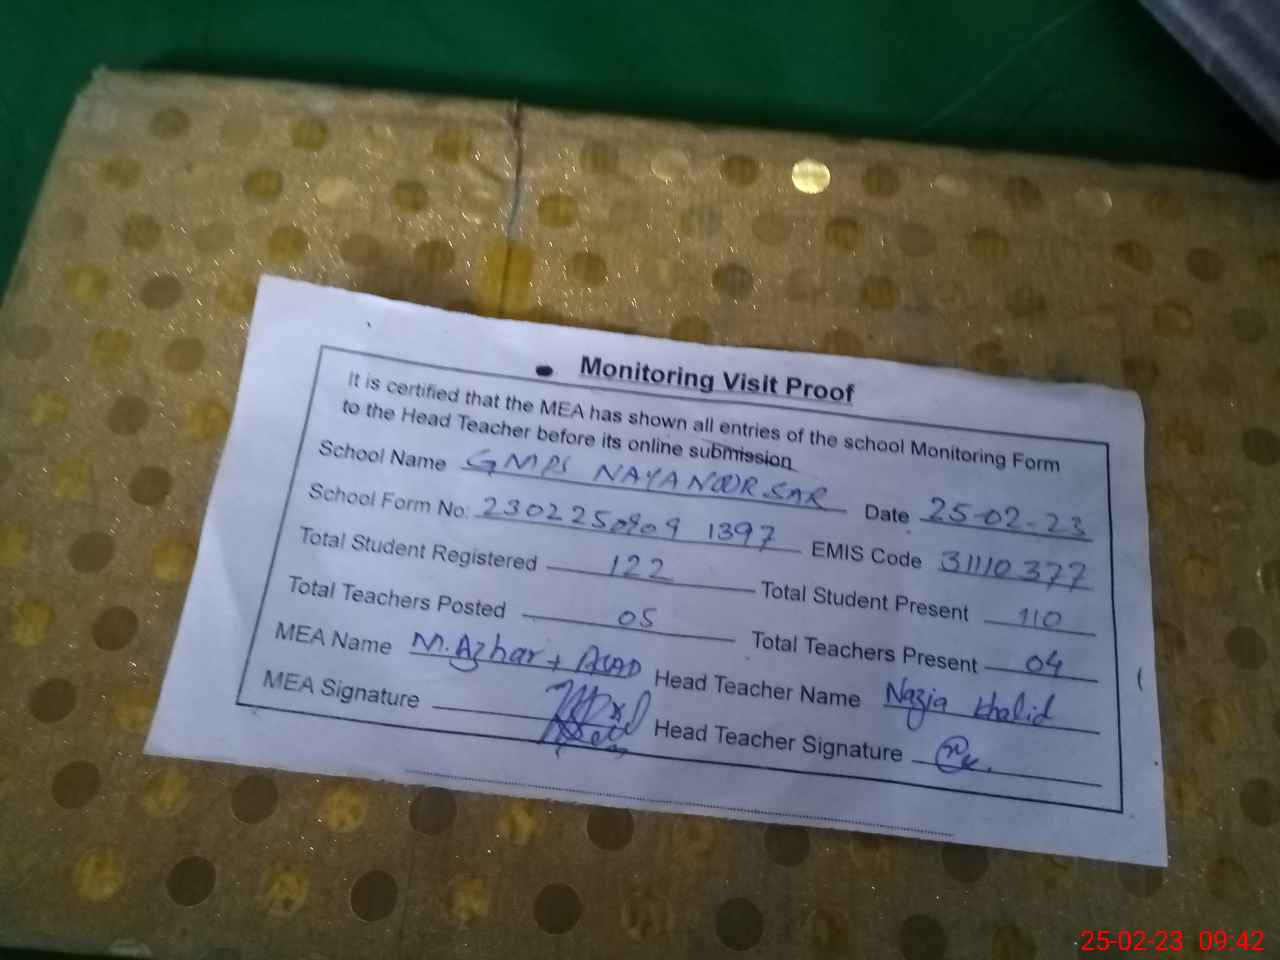 Monitoring Visit Proof
It is certified that the MEA has shown all entries of the school Monitoring Form
to the Head Teacher before its online submission
School Name GMPS NAYA NOOR SAR Date 25-02-23
School Form No: 2302250909 1397 EMIS Code 31110377
Total Student Registered 122 Total Student Present 110
Total Teachers Posted 05 Total Teachers Present 04
MEA Name M. Azhar + Head Teacher Name Nazia Khalid
MEA Signature Head Teacher Signature
25-02-23 09:42